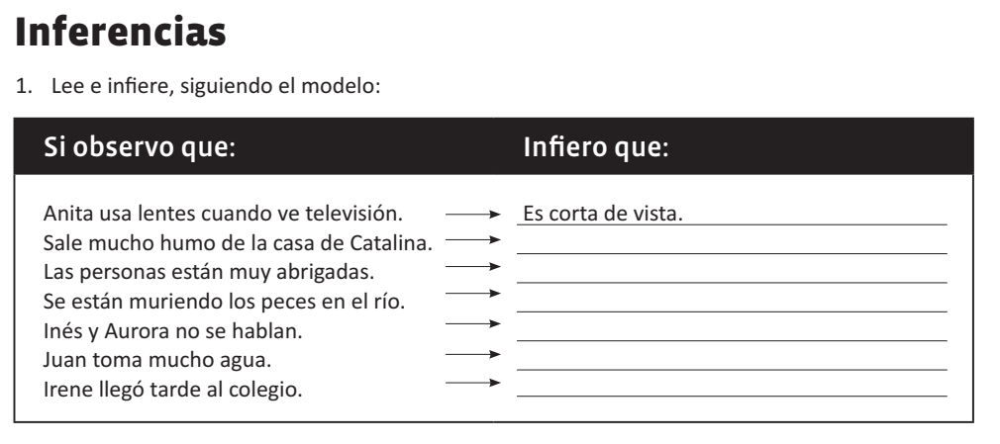 Inferencias
1. Lee e infiere, siguiendo el modelo:
Si observo que: Infiero que:
Anita usa lentes cuando ve televisión. Es corta de vista.
Sale mucho humo de la casa de Catalina.
Las personas están muy abrigadas.
Se están muriendo los peces en el río.
Inés y Aurora no se hablan.
Juan toma mucho agua.
Irene llegó tarde al colegio.